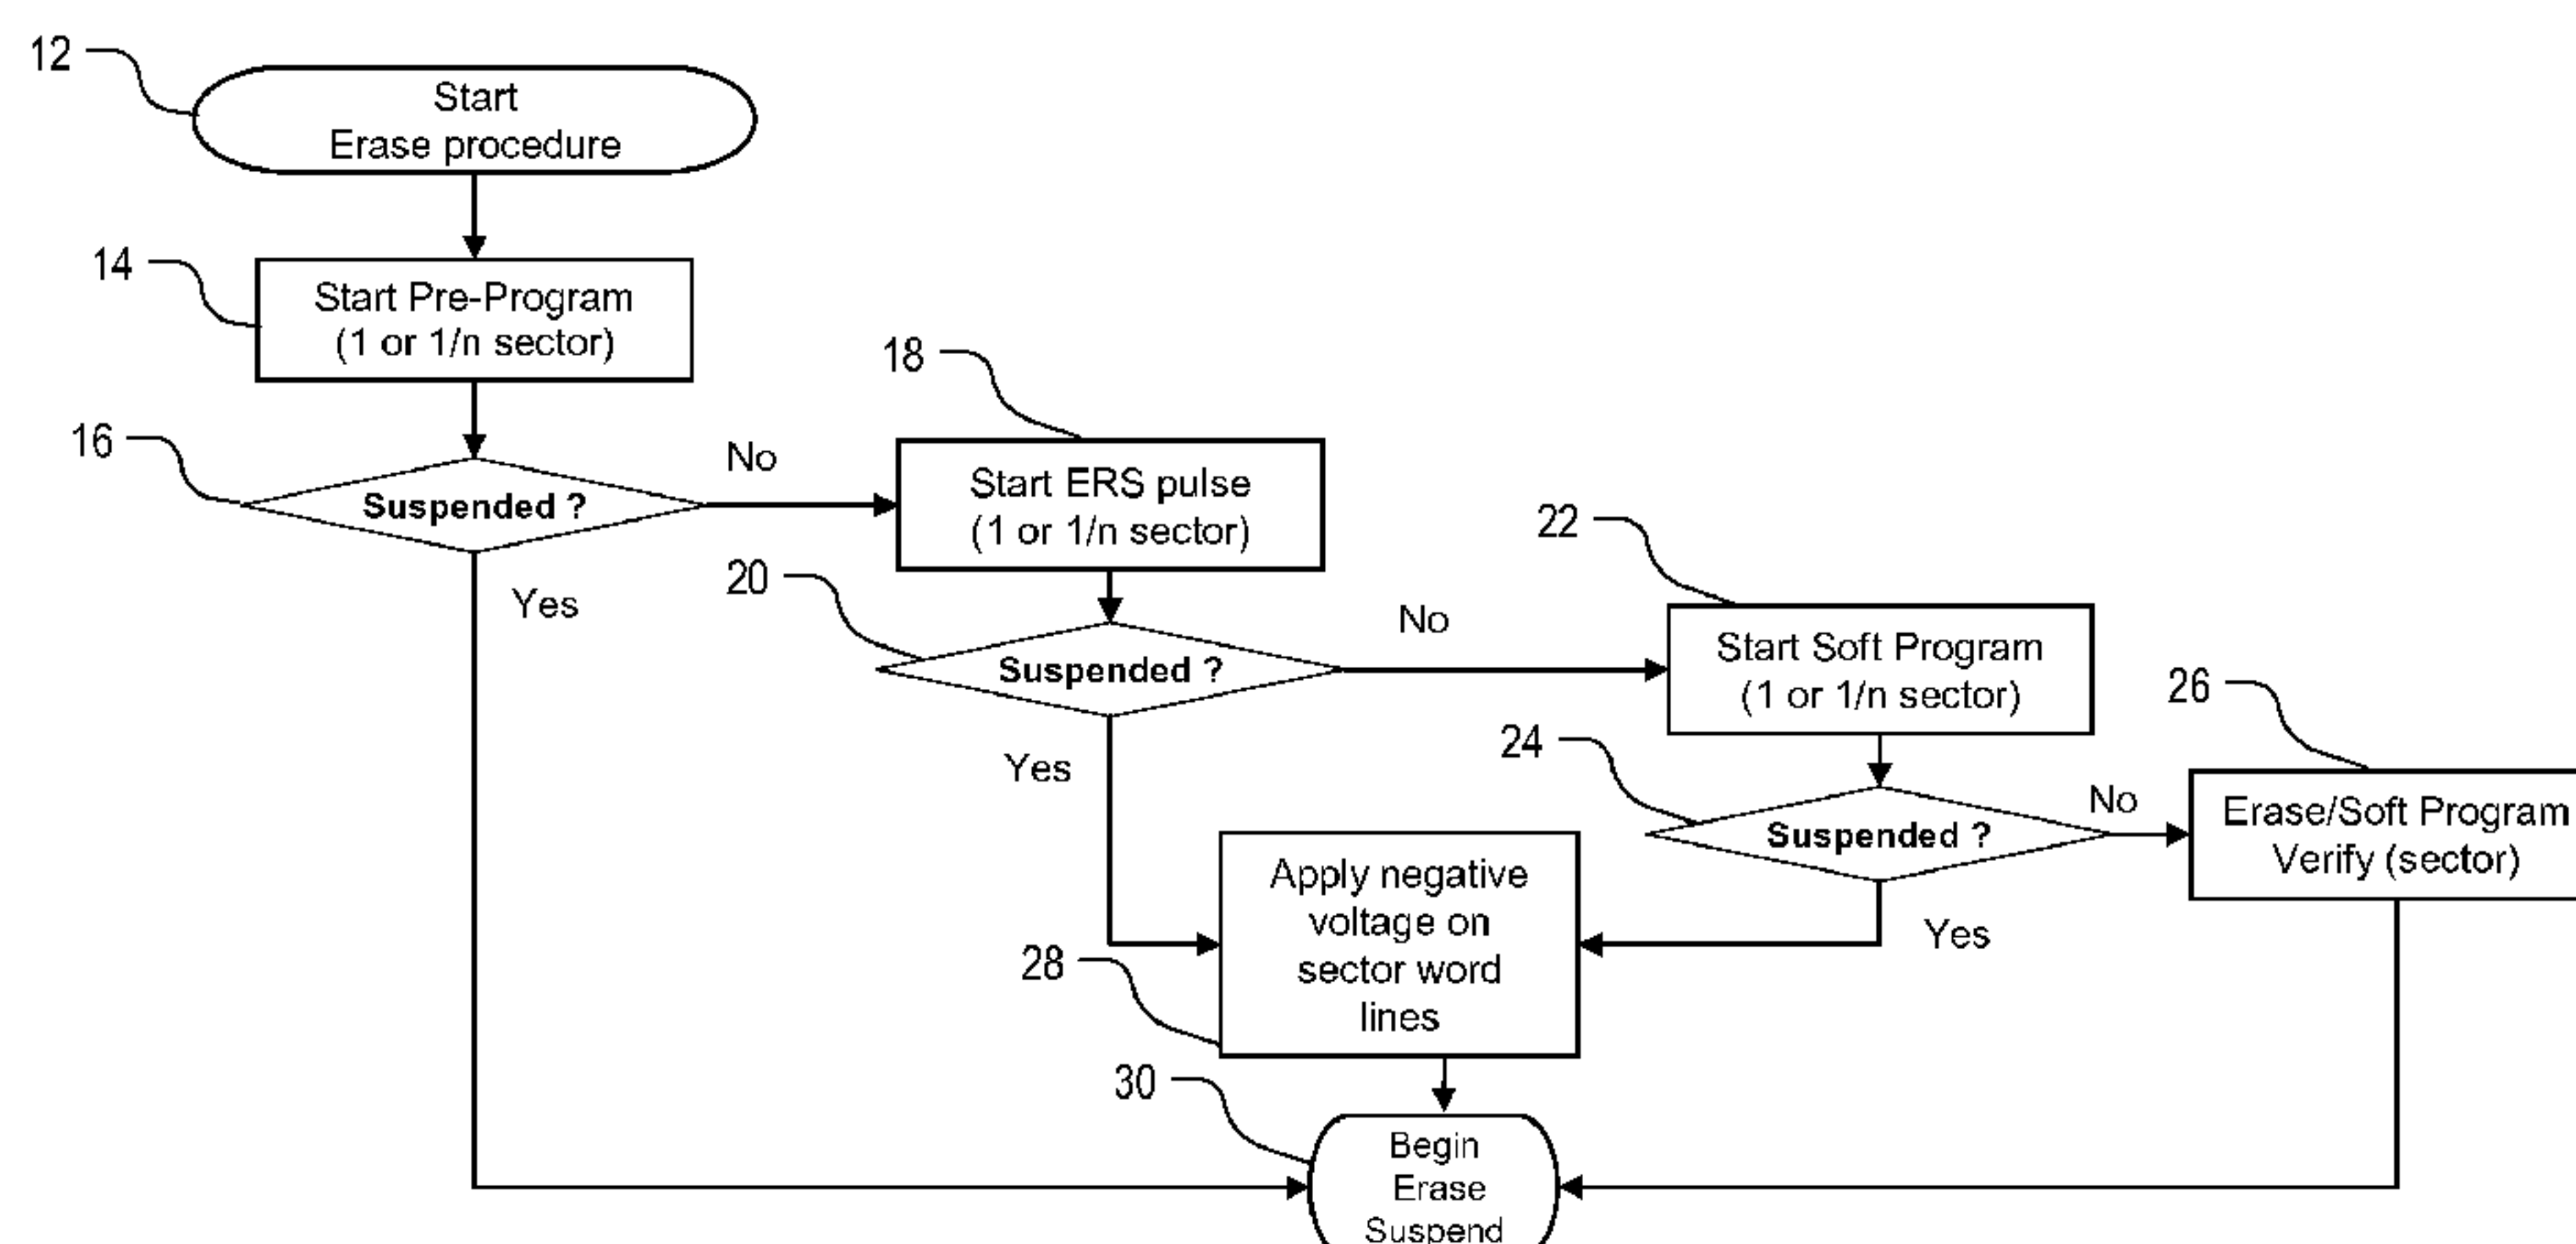 12
Start
Erase procedure
14
Start Pre-Program
(1 or 1/n sector)
16
Suspended ?
No
Yes
18
Start ERS pulse
(1 or 1/n sector)
20
Suspended ?
No
Yes
22
Start Soft Program
(1 or 1/n sector)
24
Suspended ?
No
Yes
26
Erase/Soft Program
Verify (sector)
28
Apply negative
voltage on
sector word
lines
30
Begin
Erase
Suspend